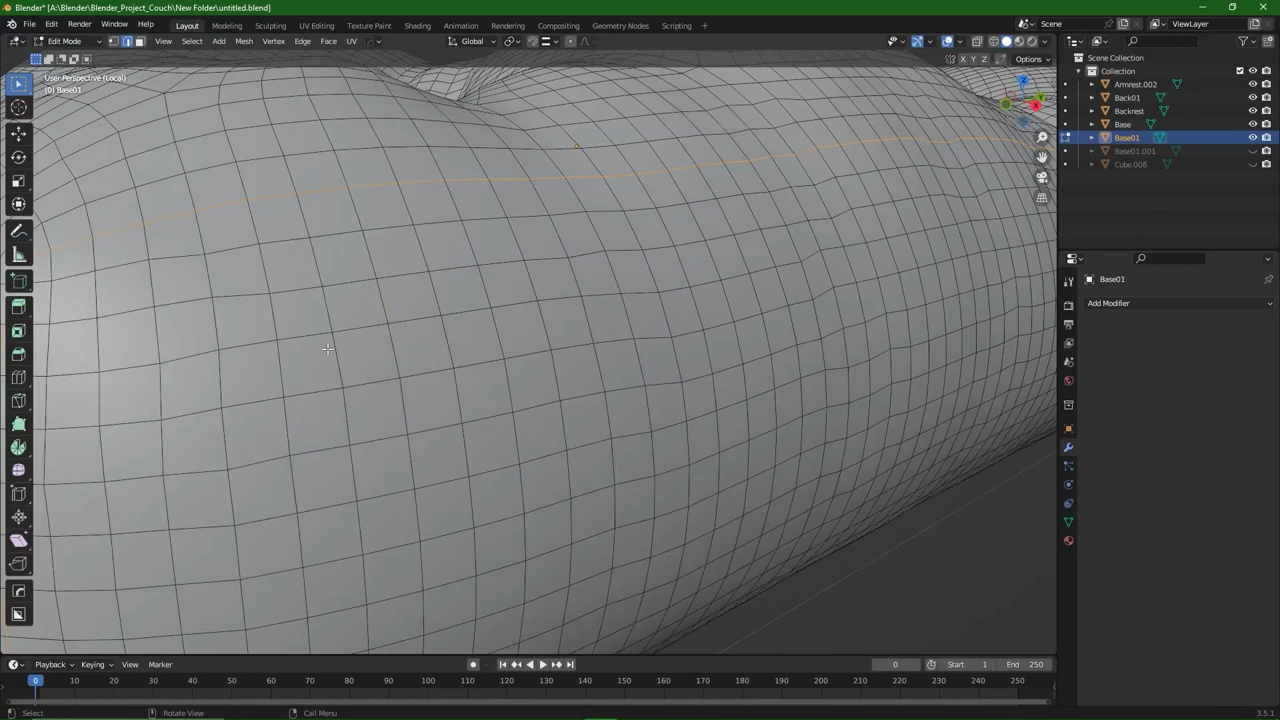 Blender* [A:\Blender\Blender_Project_Couch\New Folder\untitled.blend]
File Edit Render Window Help Layout Modeling Sculpting UV Editing Texture Paint Shading Animation Rendering Compositing Geometry Nodes Scripting + Scene ViewLayer
Edit Mode View Select Add Mesh Vertex Edge Face UV Global
X Y Z Options
User Perspective (Local)
(0) Base01
Z
Y
X
Scene Collection
Collection
Armrest.002
Back01
Backrest
Base
Base01
Base01.001
Cube.006
Base01
Add Modifier
Playback Keying View Marker 0 Start 1 End 250
0 10 20 30 40 50 60 70 80 90 100 110 120 130 140 150 160 170 180 190 200 210 220 230 240 250
Select Rotate View Call Menu 3.5.1